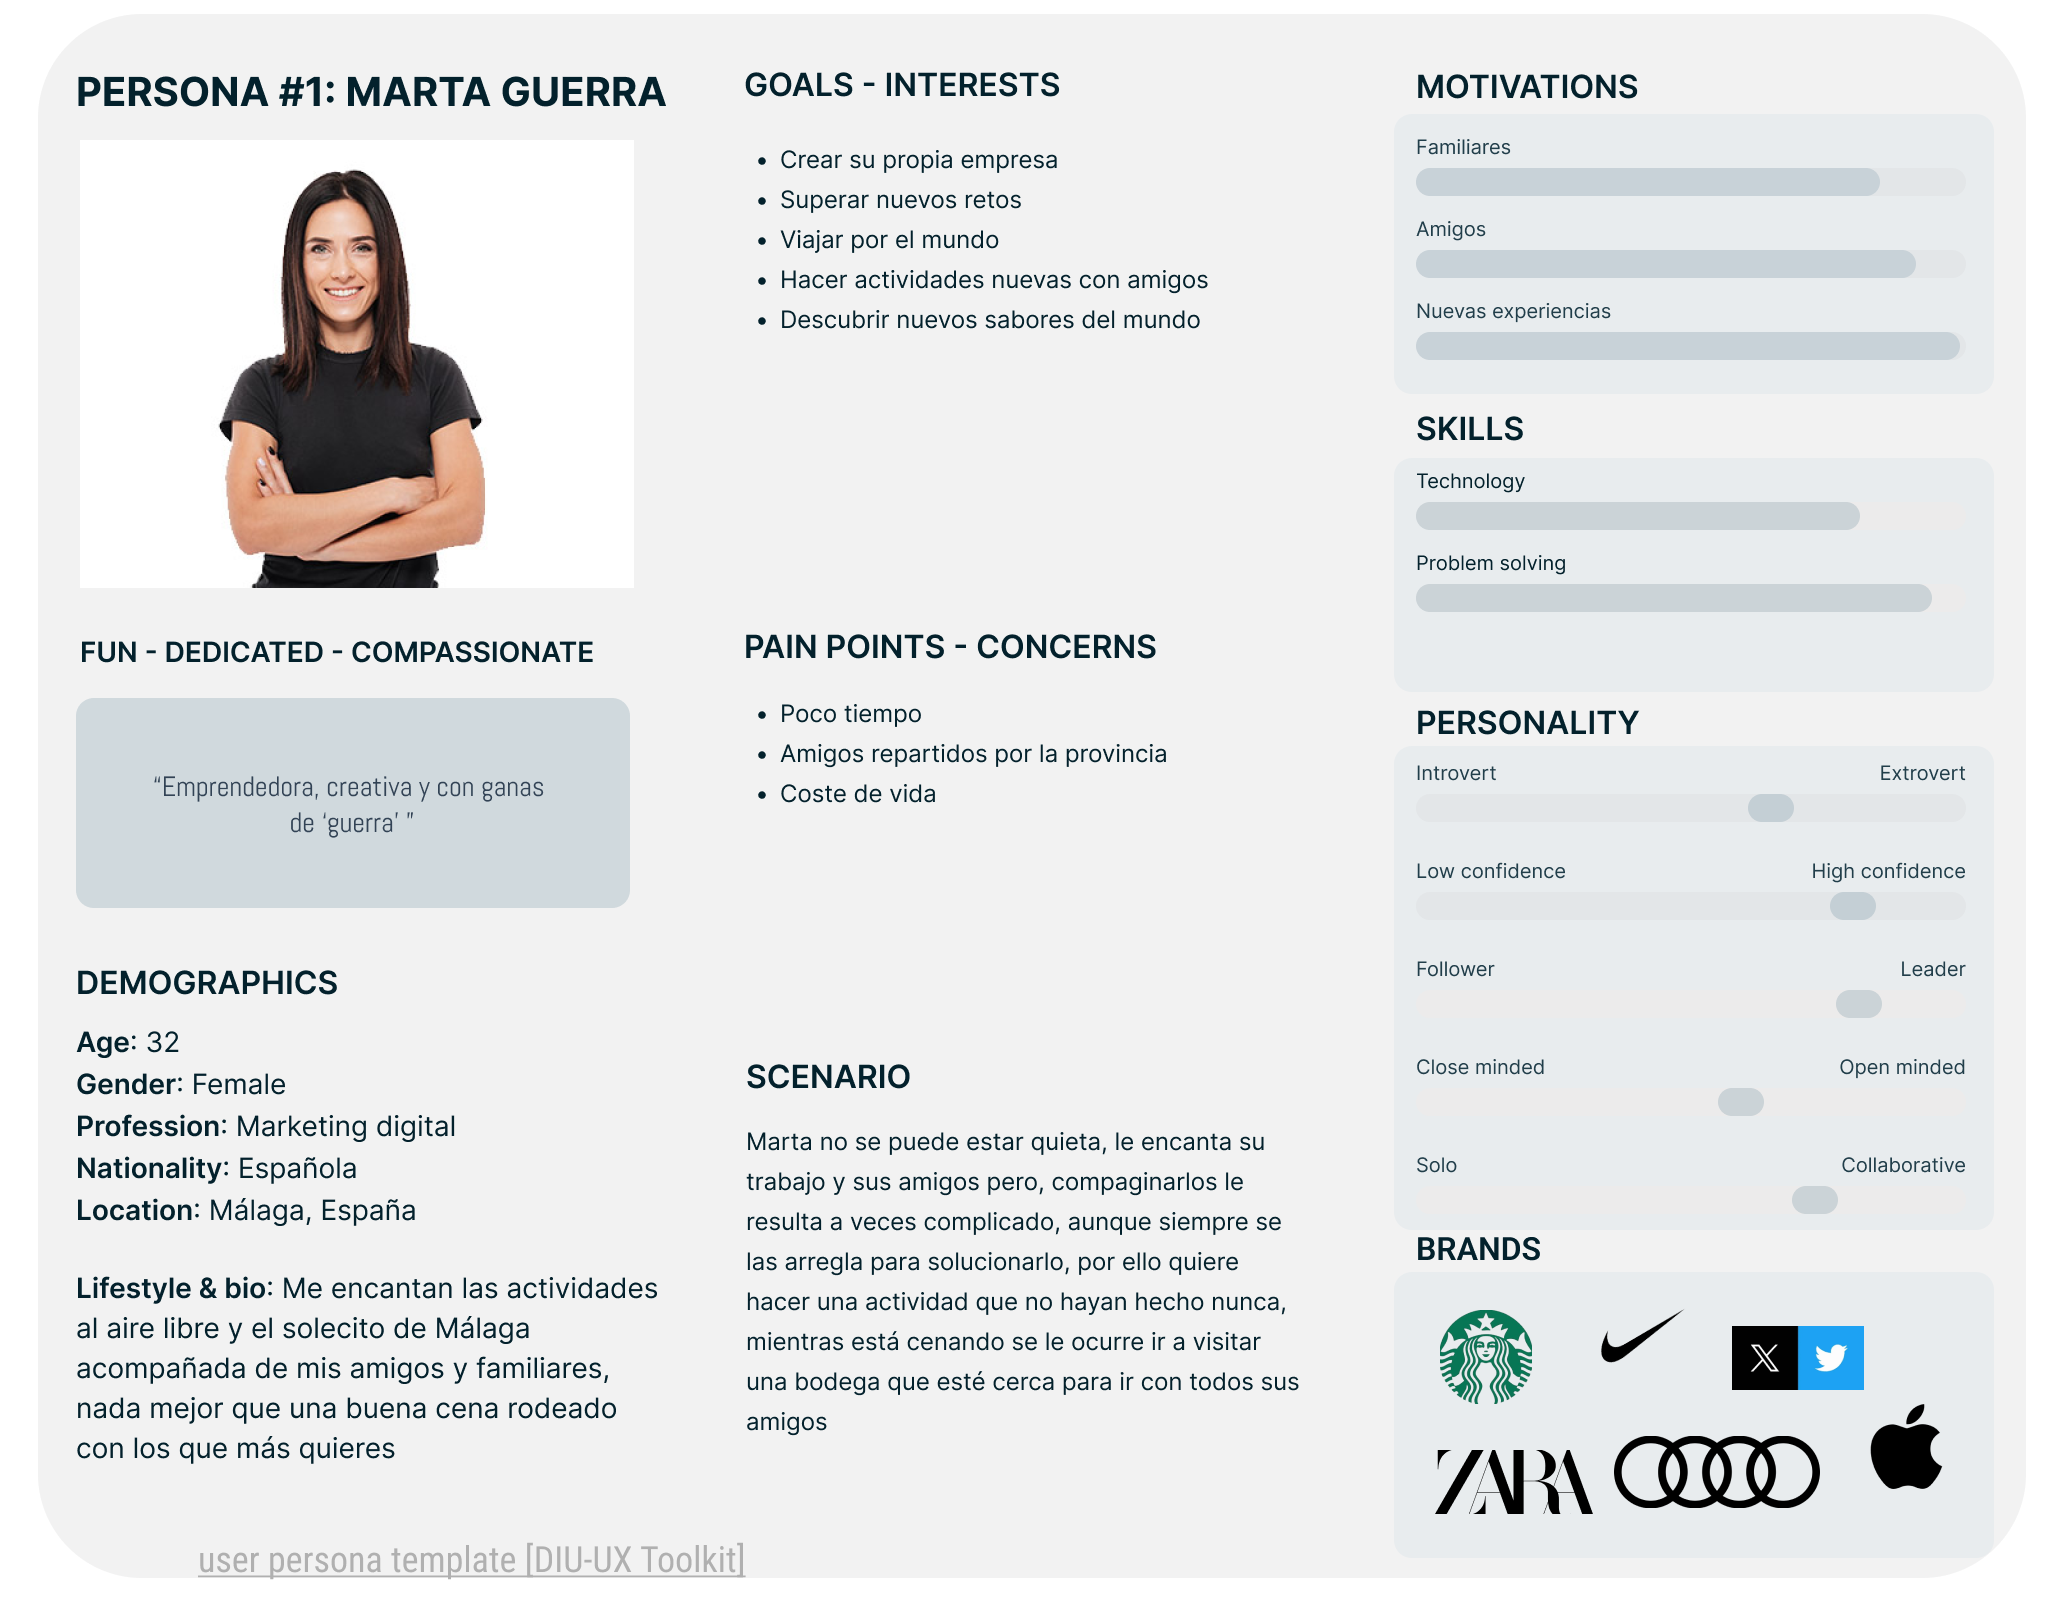 PERSONA #1: MARTA GUERRA
FUN - DEDICATED - COMPASSIONATE
“Emprendedora, creativa y con ganas
de ‘guerra’ ”
DEMOGRAPHICS
Age: 32
Gender: Female
Profession: Marketing digital
Nationality: Española
Location: Málaga, España
Lifestyle & bio: Me encantan las actividades
al aire libre y el solecito de Málaga
acompañada de mis amigos y familiares,
nada mejor que una buena cena rodeado
con los que más quieres
GOALS - INTERESTS
• Crear su propia empresa
• Superar nuevos retos
• Viajar por el mundo
• Hacer actividades nuevas con amigos
• Descubrir nuevos sabores del mundo
PAIN POINTS - CONCERNS
• Poco tiempo
• Amigos repartidos por la provincia
• Coste de vida
SCENARIO
Marta no se puede estar quieta, le encanta su
trabajo y sus amigos pero, compaginarlos le
resulta a veces complicado, aunque siempre se
las arregla para solucionarlo, por ello quiere
hacer una actividad que no hayan hecho nunca,
mientras está cenando se le ocurre ir a visitar
una bodega que esté cerca para ir con todos sus
amigos
MOTIVATIONS
Familiares
Amigos
Nuevas experiencias
SKILLS
Technology
Problem solving
PERSONALITY
Introvert Extrovert
Low confidence High confidence
Follower Leader
Close minded Open minded
Solo Collaborative
BRANDS
X
ZARA
user persona template [DIU-UX Toolkit]